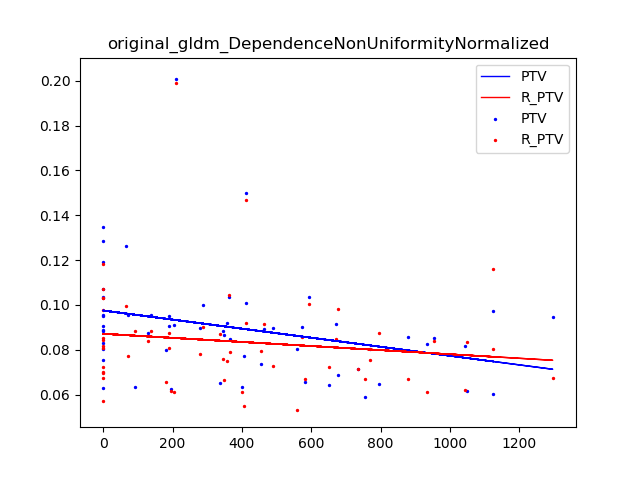 original_gldm_DependenceNonUniformityNormalized
PTV
R_PTV
PTV
R_PTV
0.20
0.18
0.16
0.14
0.12
0.10
0.08
0.06
0 200 400 600 800 1000 1200